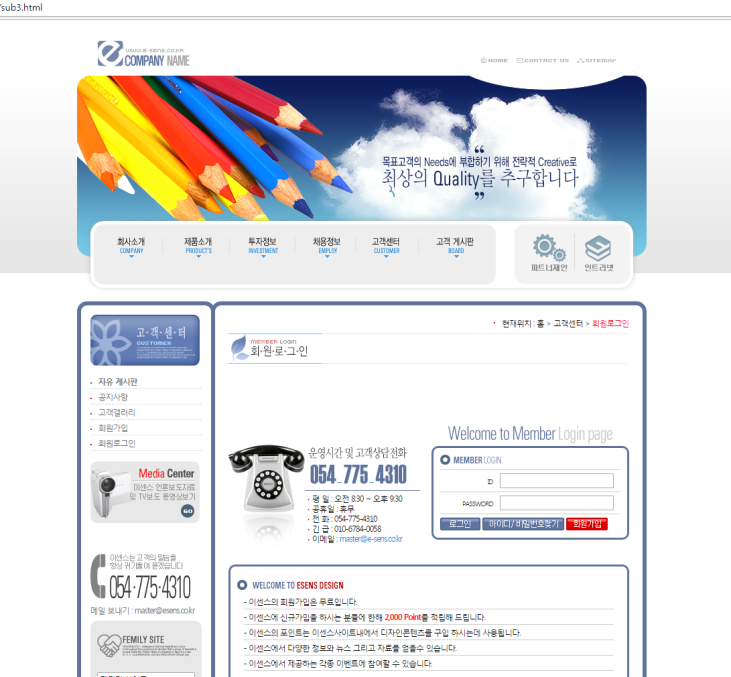 /sub3.html
www.e-sens.co.kr
COMPANY NAME
HOME CONTACT US SITEMAP
“
목표고객의 Needs에 부합하기 위해 전략적 Creative로
최상의 Quality를 추구합니다
”
회사소개 제품소개 투자정보 채용정보 고객센터 고객 게시판
COMPANY PRODUCT'S INVESTMENT EMPLOY CUSTOMER BOARD
파트너제안 인트라넷
고·객·센·터
CUSTOMER
· 자유 게시판
· 공지사항
· 고객갤러리
· 회원가입
· 회원로그인
Media Center
이센스 언론보도자료
및 TV보도 동영상보기
GO
이센스는 고객의 말씀을
항상 귀기울여 듣겠습니다
054·775·4310
메일 보내기 : master@esens.co.kr
FEMILY SITE
· 현재위치 : 홈 > 고객센터 > 회원로그인
MEMBER LOGIN
회·원·로·그·인
운영시간 및 고객상담전화
054_775_4310
· 평 일 : 오전 8:30 ~ 오후 9:30
· 공휴일 : 휴무
· 전 화 : 054-775-4310
· 긴 급 : 010-6784-0058
· 이메일 : master@e-sens.co.kr
Welcome to Member Login page
MEMBER LOGIN
ID
PASSWORD
로그인 아이디/ 비밀번호찾기 회원가입
WELCOME TO ESENS DESIGN
- 이센스의 회원가입은 무료입니다.
- 이센스에 신규가입을 하시는 분들에 한해 2,000 Point를 적립해 드립니다.
- 이센스의 포인트는 이센스사이트내에서 디자인콘텐츠를 구입 하시는데 사용됩니다.
- 이센스에서 다양한 정보와 뉴스 그리고 자료를 얻을수 있습니다.
- 이센스에서 제공하는 각종 이벤트에 참여할 수 있습니다.